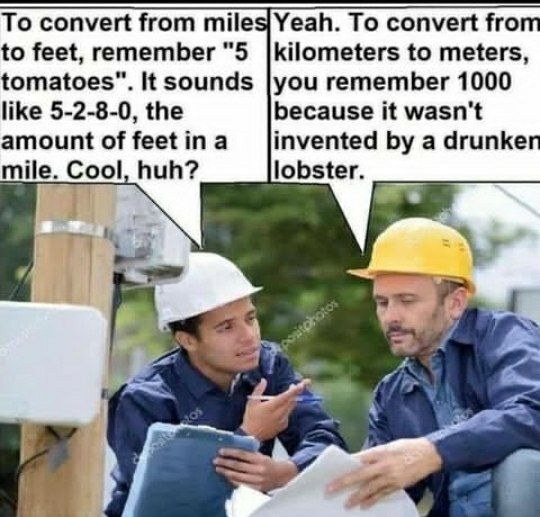 To convert from miles
to feet, remember "5
tomatoes". It sounds
like 5-2-8-0, the
amount of feet in a
mile. Cool, huh?
Yeah. To convert from
kilometers to meters,
you remember 1000
because it wasn't
invented by a drunken
lobster.
depositphotos